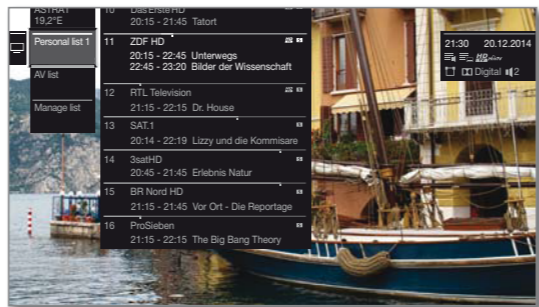 ASTRA1
19,2°E
Personal list 1
AV list
Manage list
10 Das Erste HD
20:15 - 21:45 Tatort
11 ZDF HD
20:15 - 22:45 Unterwegs
22:45 - 23:20 Bilder der Wissenschaft
12 RTL Television
21:15 - 22:15 Dr. House
13 SAT.1
20:14 - 22:19 Lizzy und die Kommisare
14 3satHD
20:45 - 21:45 Erlebnis Natur
15 BR Nord HD
21:15 - 21:45 Vor Ort - Die Reportage
16 ProSieben
21:15 - 22:15 The Big Bang Theory
21:30 20.12.2014
Digital 2